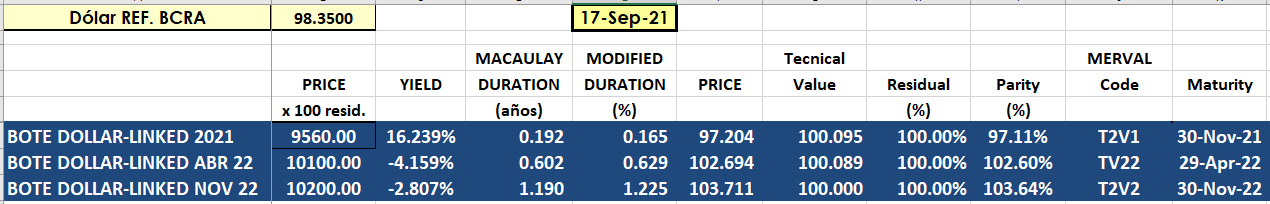 Dólar REF. BCRA 98.3500 17-Sep-21
MACAULAY MODIFIED Tecnical MERVAL
PRICE YIELD DURATION DURATION PRICE Value Residual Parity Code Maturity
x 100 resid. (años) (%) (%) (%)
BOTE DOLLAR-LINKED 2021 9560.00 16.239% 0.192 0.165 97.204 100.095 100.00% 97.11% T2V1 30-Nov-21
BOTE DOLLAR-LINKED ABR 22 10100.00 -4.159% 0.602 0.629 102.694 100.089 100.00% 102.60% TV22 29-Apr-22
BOTE DOLLAR-LINKED NOV 22 10200.00 -2.807% 1.190 1.225 103.711 100.000 100.00% 103.64% T2V2 30-Nov-22